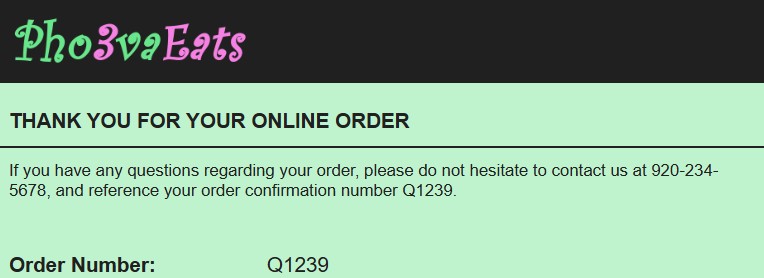 Pho3vaEats
THANK YOU FOR YOUR ONLINE ORDER
If you have any questions regarding your order, please do not hesitate to contact us at 920-234-
5678, and reference your order confirmation number Q1239.
Order Number: Q1239